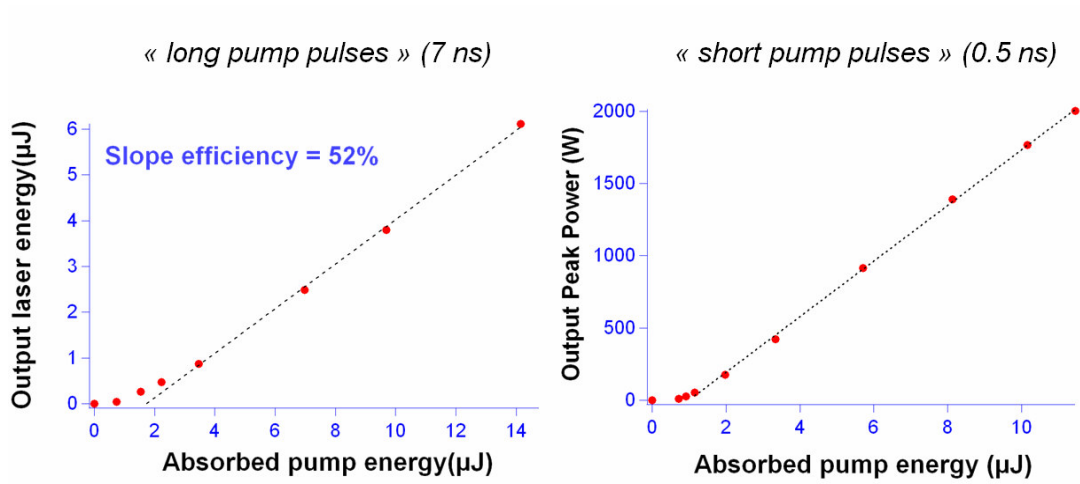 « long pump pulses » (7 ns)
« short pump pulses » (0.5 ns)
Output laser energy(µJ)
6
5
4
3
2
1
0
Slope efficiency = 52%
0 2 4 6 8 10 12 14
Absorbed pump energy(µJ)
Output Peak Power (W)
2000
1500
1000
500
0
0 2 4 6 8 10
Absorbed pump energy (µJ)